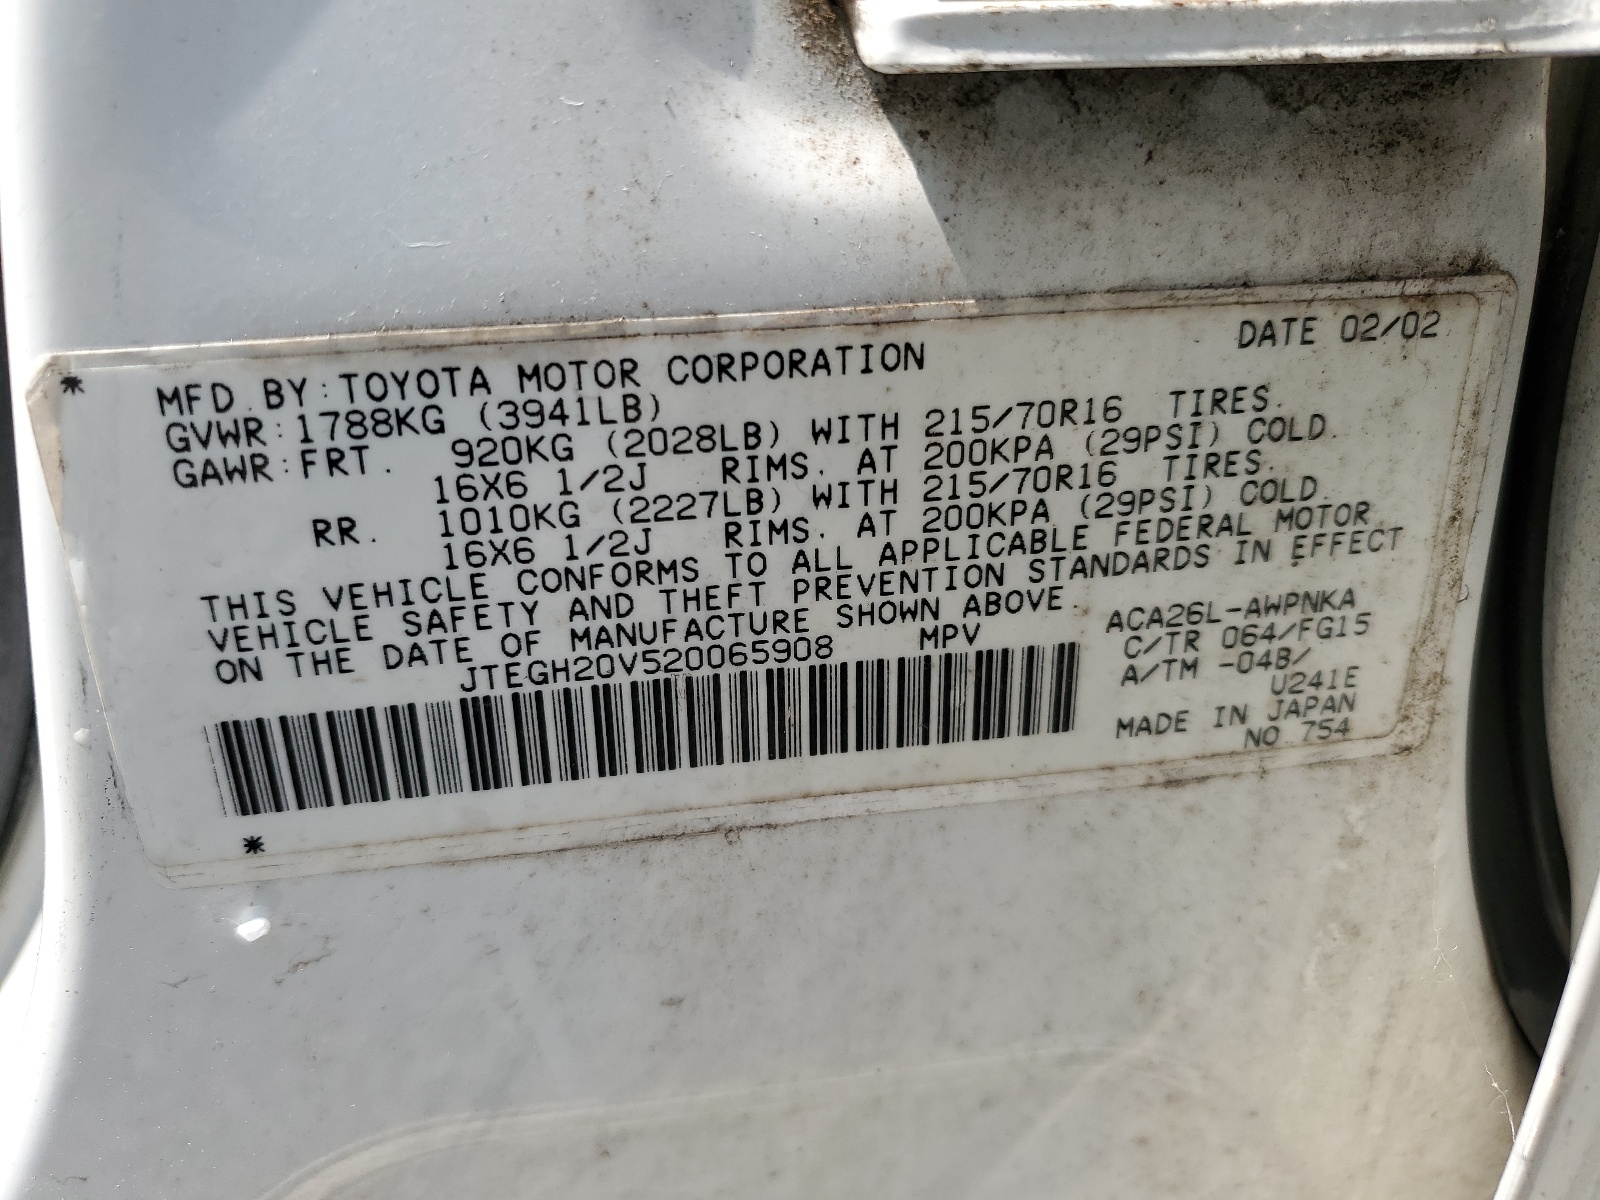 DATE 02/02
MFD. BY: TOYOTA MOTOR CORPORATION
GVWR: 1788KG (3941LB)
GAWR: FRT. 920KG (2028LB) WITH 215/70R16 TIRES.
16X6 1/2J RIMS. AT 200KPA (29PSI) COLD.
RR. 1010KG (2227LB) WITH 215/70R16 TIRES.
16X6 1/2J RIMS. AT 200KPA (29PSI) COLD.
THIS VEHICLE CONFORMS TO ALL APPLICABLE FEDERAL MOTOR
VEHICLE SAFETY AND THEFT PREVENTION STANDARDS IN EFFECT
ON THE DATE OF MANUFACTURE SHOWN ABOVE.
JTEGH20V520065908 MPV
ACA26L-AWPNKA
C/TR 064/FG15
A/TM -04B/
U241E
MADE IN JAPAN
NO 754